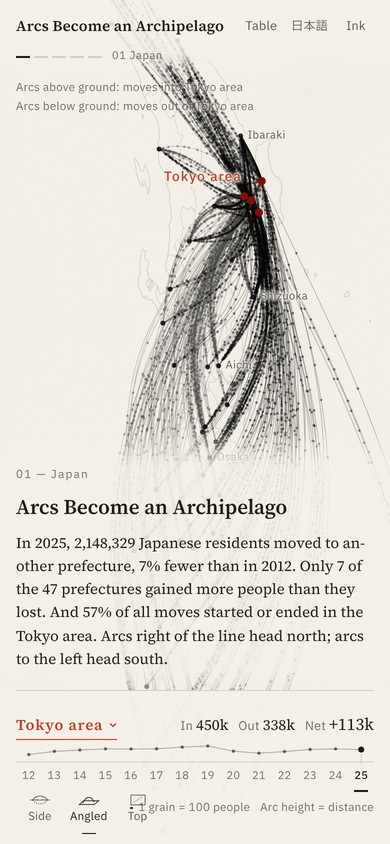 Arcs Become an Archipelago Table 日本語 Ink
01 Japan
Arcs above ground: moves into Tokyo area
Arcs below ground: moves out of Tokyo area
Ibaraki
Tokyo area
Shizuoka
Aichi
Osaka
01 — Japan
Arcs Become an Archipelago
In 2025, 2,148,329 Japanese residents moved to an-
other prefecture, 7% fewer than in 2012. Only 7 of
the 47 prefectures gained more people than they
lost. And 57% of all moves started or ended in the
Tokyo area. Arcs right of the line head north; arcs
to the left head south.
Tokyo area In 450k Out 338k Net +113k
12 13 14 15 16 17 18 19 20 21 22 23 24 25
Side Angled Top 1 grain = 100 people Arc height = distance